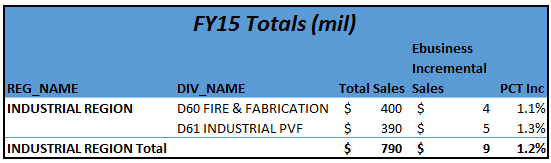 FY15 Totals (mil)
REG_NAME DIV_NAME Total Sales Ebusiness Incremental Sales PCT Inc
INDUSTRIAL REGION D60 FIRE & FABRICATION $ 400 $ 4 1.1%
D61 INDUSTRIAL PVF $ 390 $ 5 1.3%
INDUSTRIAL REGION Total $ 790 $ 9 1.2%